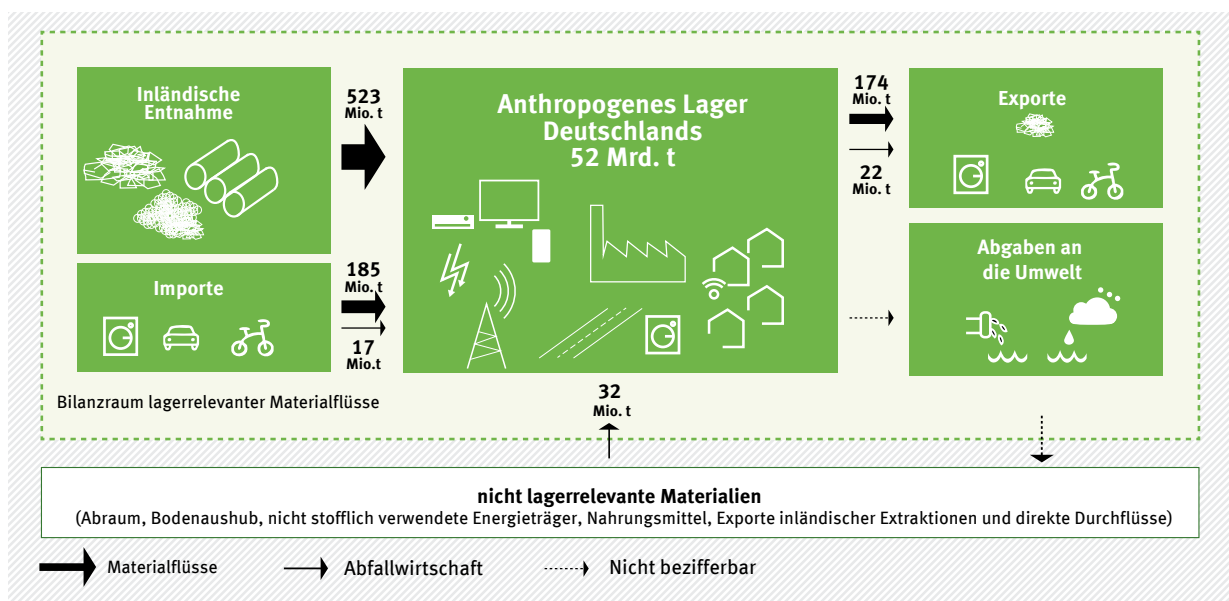 Inländische
Entnahme
523
Mio. t
Anthropogenes Lager
Deutschlands
52 Mrd. t
174
Mio. t
22
Mio. t
Exporte
Importe
185
Mio. t
17
Mio.t
Abgaben an
die Umwelt
Bilanzraum lagerrelevanter Materialflüsse
32
Mio. t
nicht lagerrelevante Materialien
(Abraum, Bodenaushub, nicht stofflich verwendete Energieträger, Nahrungsmittel, Exporte inländischer Extraktionen und direkte Durchflüsse)
Materialflüsse
Abfallwirtschaft
Nicht bezifferbar